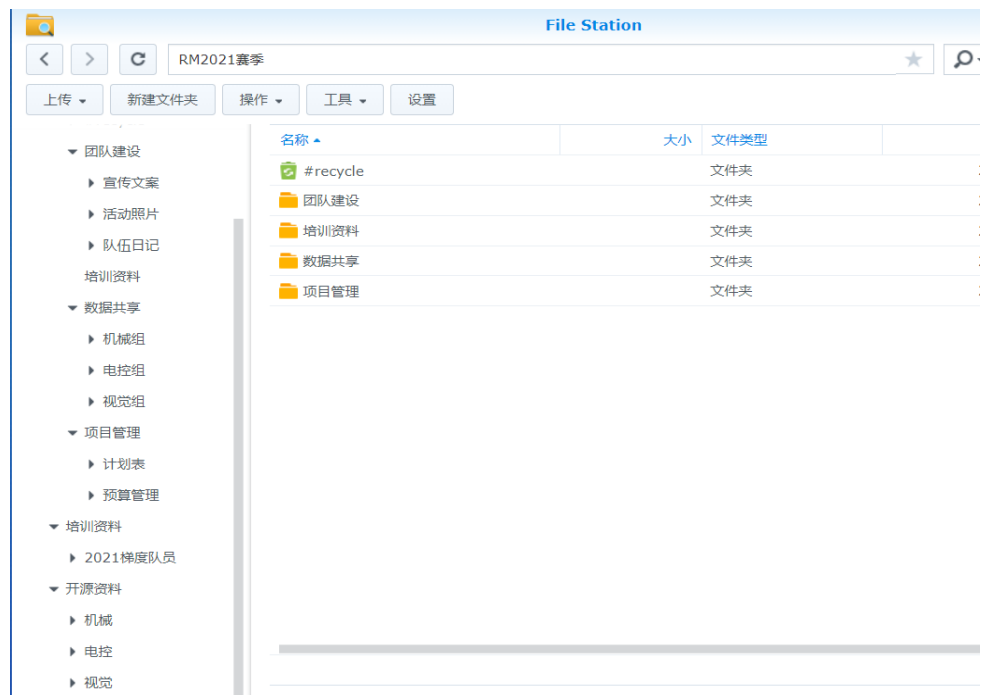 File Station
RM2021赛季
上传 新建文件夹 操作 工具 设置
团队建设
宣传文案
活动照片
队伍日记
培训资料
数据共享
机械组
电控组
视觉组
项目管理
计划表
预算管理
培训资料
2021梯度队员
开源资料
机械
电控
视觉
名称 大小 文件类型
#recycle 文件夹
团队建设 文件夹
培训资料 文件夹
数据共享 文件夹
项目管理 文件夹